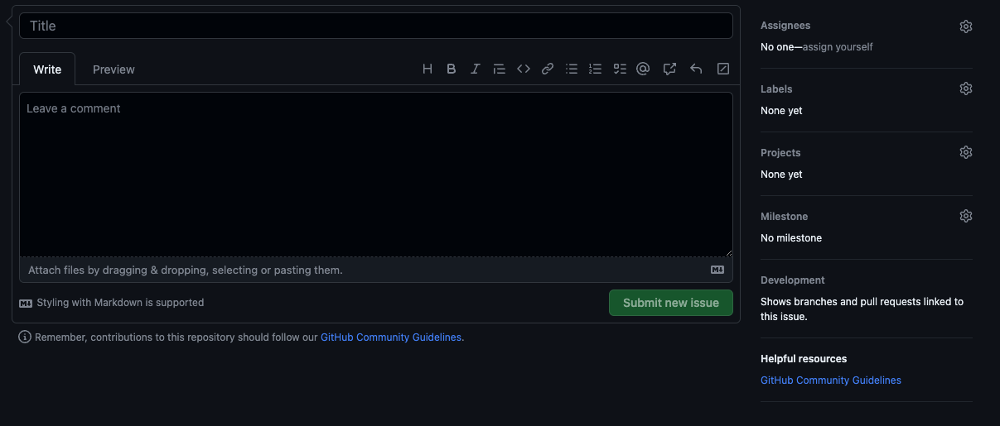 Title
Write
Preview
Leave a comment
Attach files by dragging & dropping, selecting or pasting them.
Styling with Markdown is supported
Submit new issue
Remember, contributions to this repository should follow our GitHub Community Guidelines.
Assignees
No one—assign yourself
Labels
None yet
Projects
None yet
Milestone
No milestone
Development
Shows branches and pull requests linked to
this issue.
Helpful resources
GitHub Community Guidelines